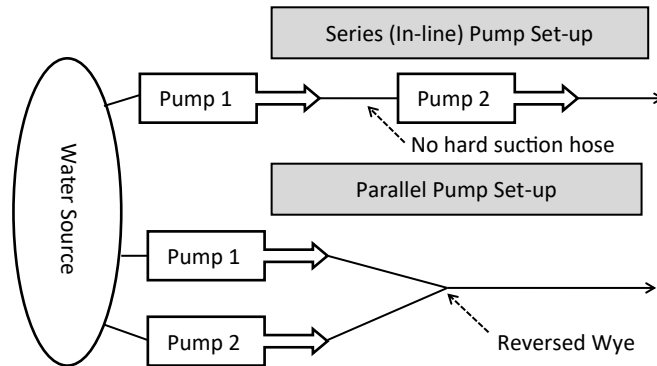 Series (In-line) Pump Set-up
Pump 1
Pump 2
No hard suction hose
Water Source
Parallel Pump Set-up
Pump 1
Pump 2
Reversed Wye